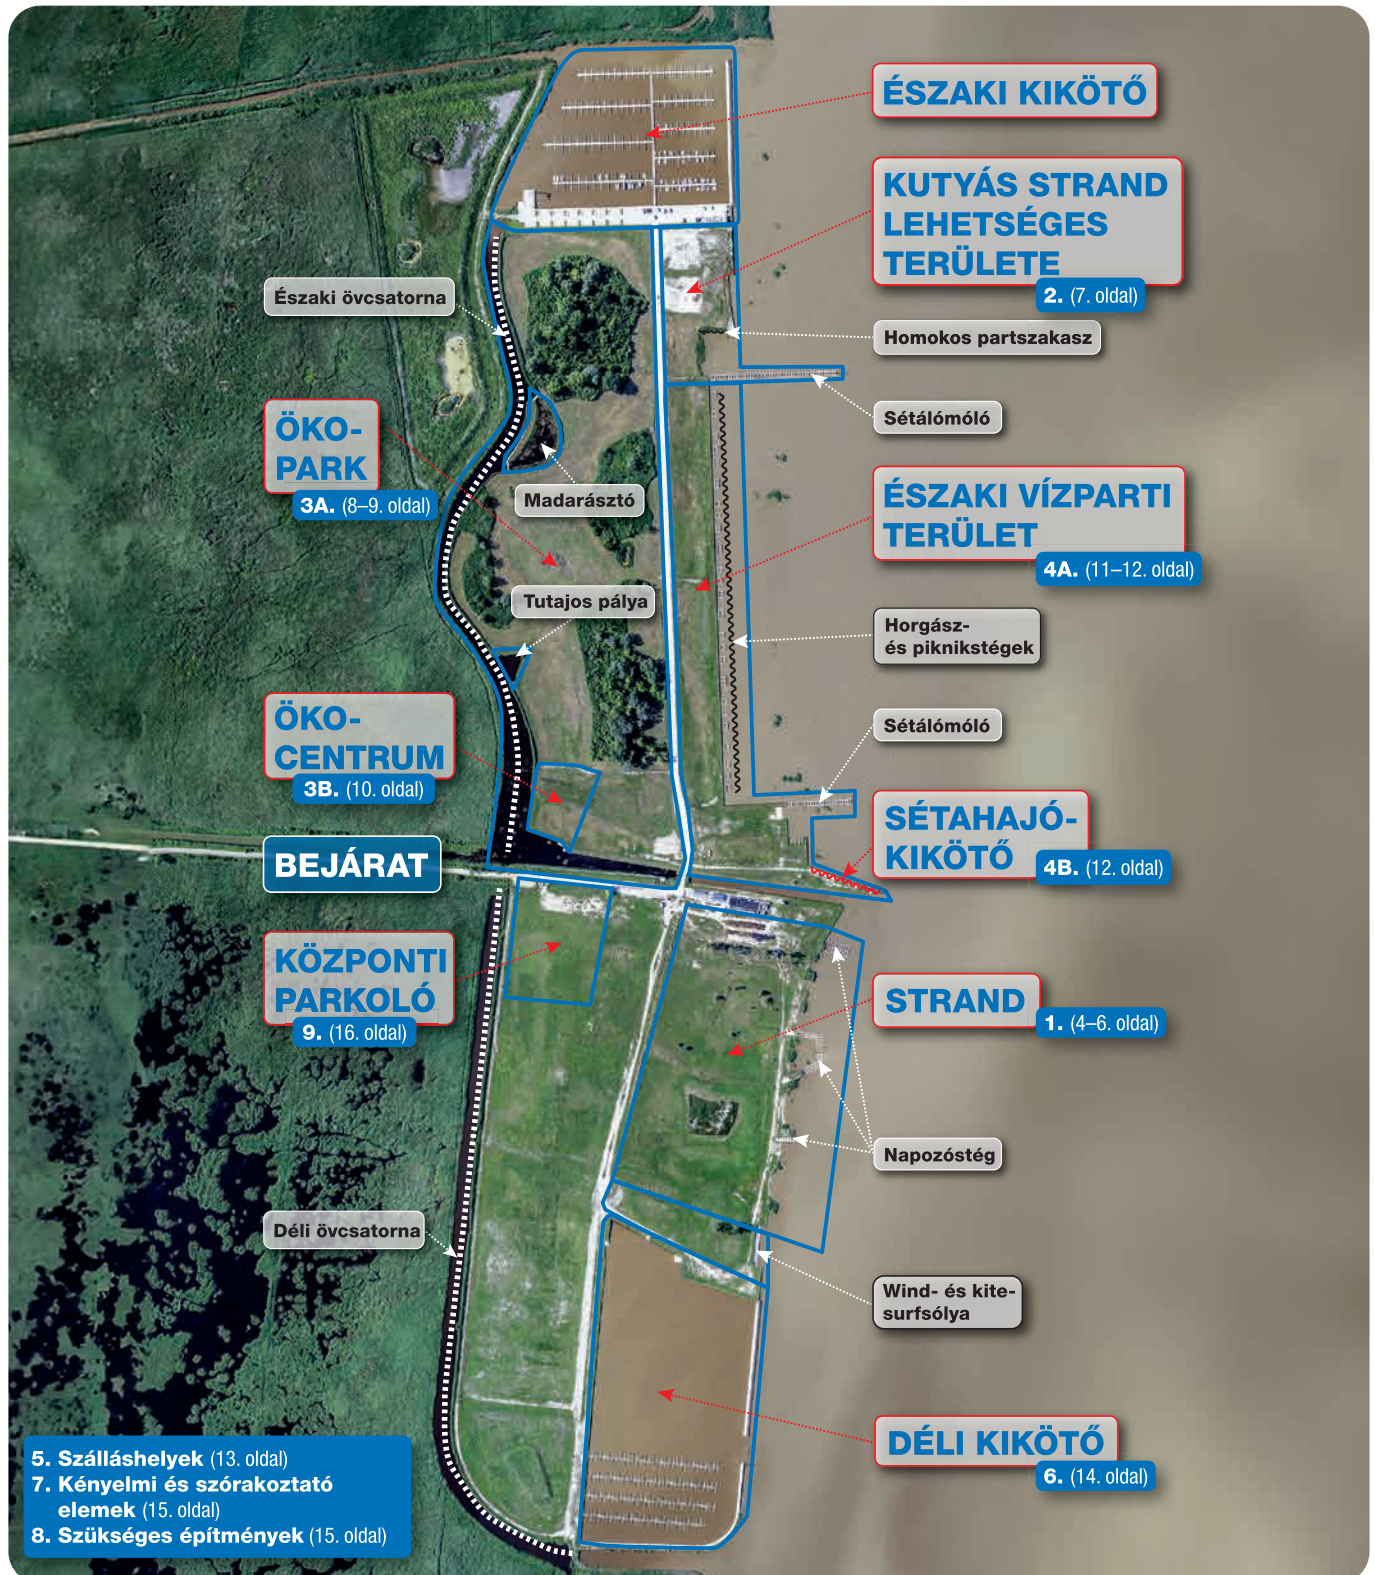 ÉSZAKI KIKÖTŐ
KUTYÁS STRAND
LEHETSÉGES
TERÜLETE
2. (7. oldal)
Északi övcsatorna
Homokos partszakasz
Sétálómóló
ÖKO-
PARK
3A. (8–9. oldal)
Madarásztó
ÉSZAKI VÍZPARTI
TERÜLET
4A. (11–12. oldal)
Tutajos pálya
Horgász-
és piknikstégek
ÖKO-
CENTRUM
3B. (10. oldal)
Sétálómóló
SÉTAHAJÓ-
KIKÖTŐ
4B. (12. oldal)
BEJÁRAT
KÖZPONTI
PARKOLÓ
9. (16. oldal)
STRAND
1. (4–6. oldal)
Napozóstég
Déli övcsatorna
Wind- és kite-
surfsólya
DÉLI KIKÖTŐ
6. (14. oldal)
5. Szálláshelyek (13. oldal)
7. Kényelmi és szórakoztató
elemek (15. oldal)
8. Szükséges építmények (15. oldal)